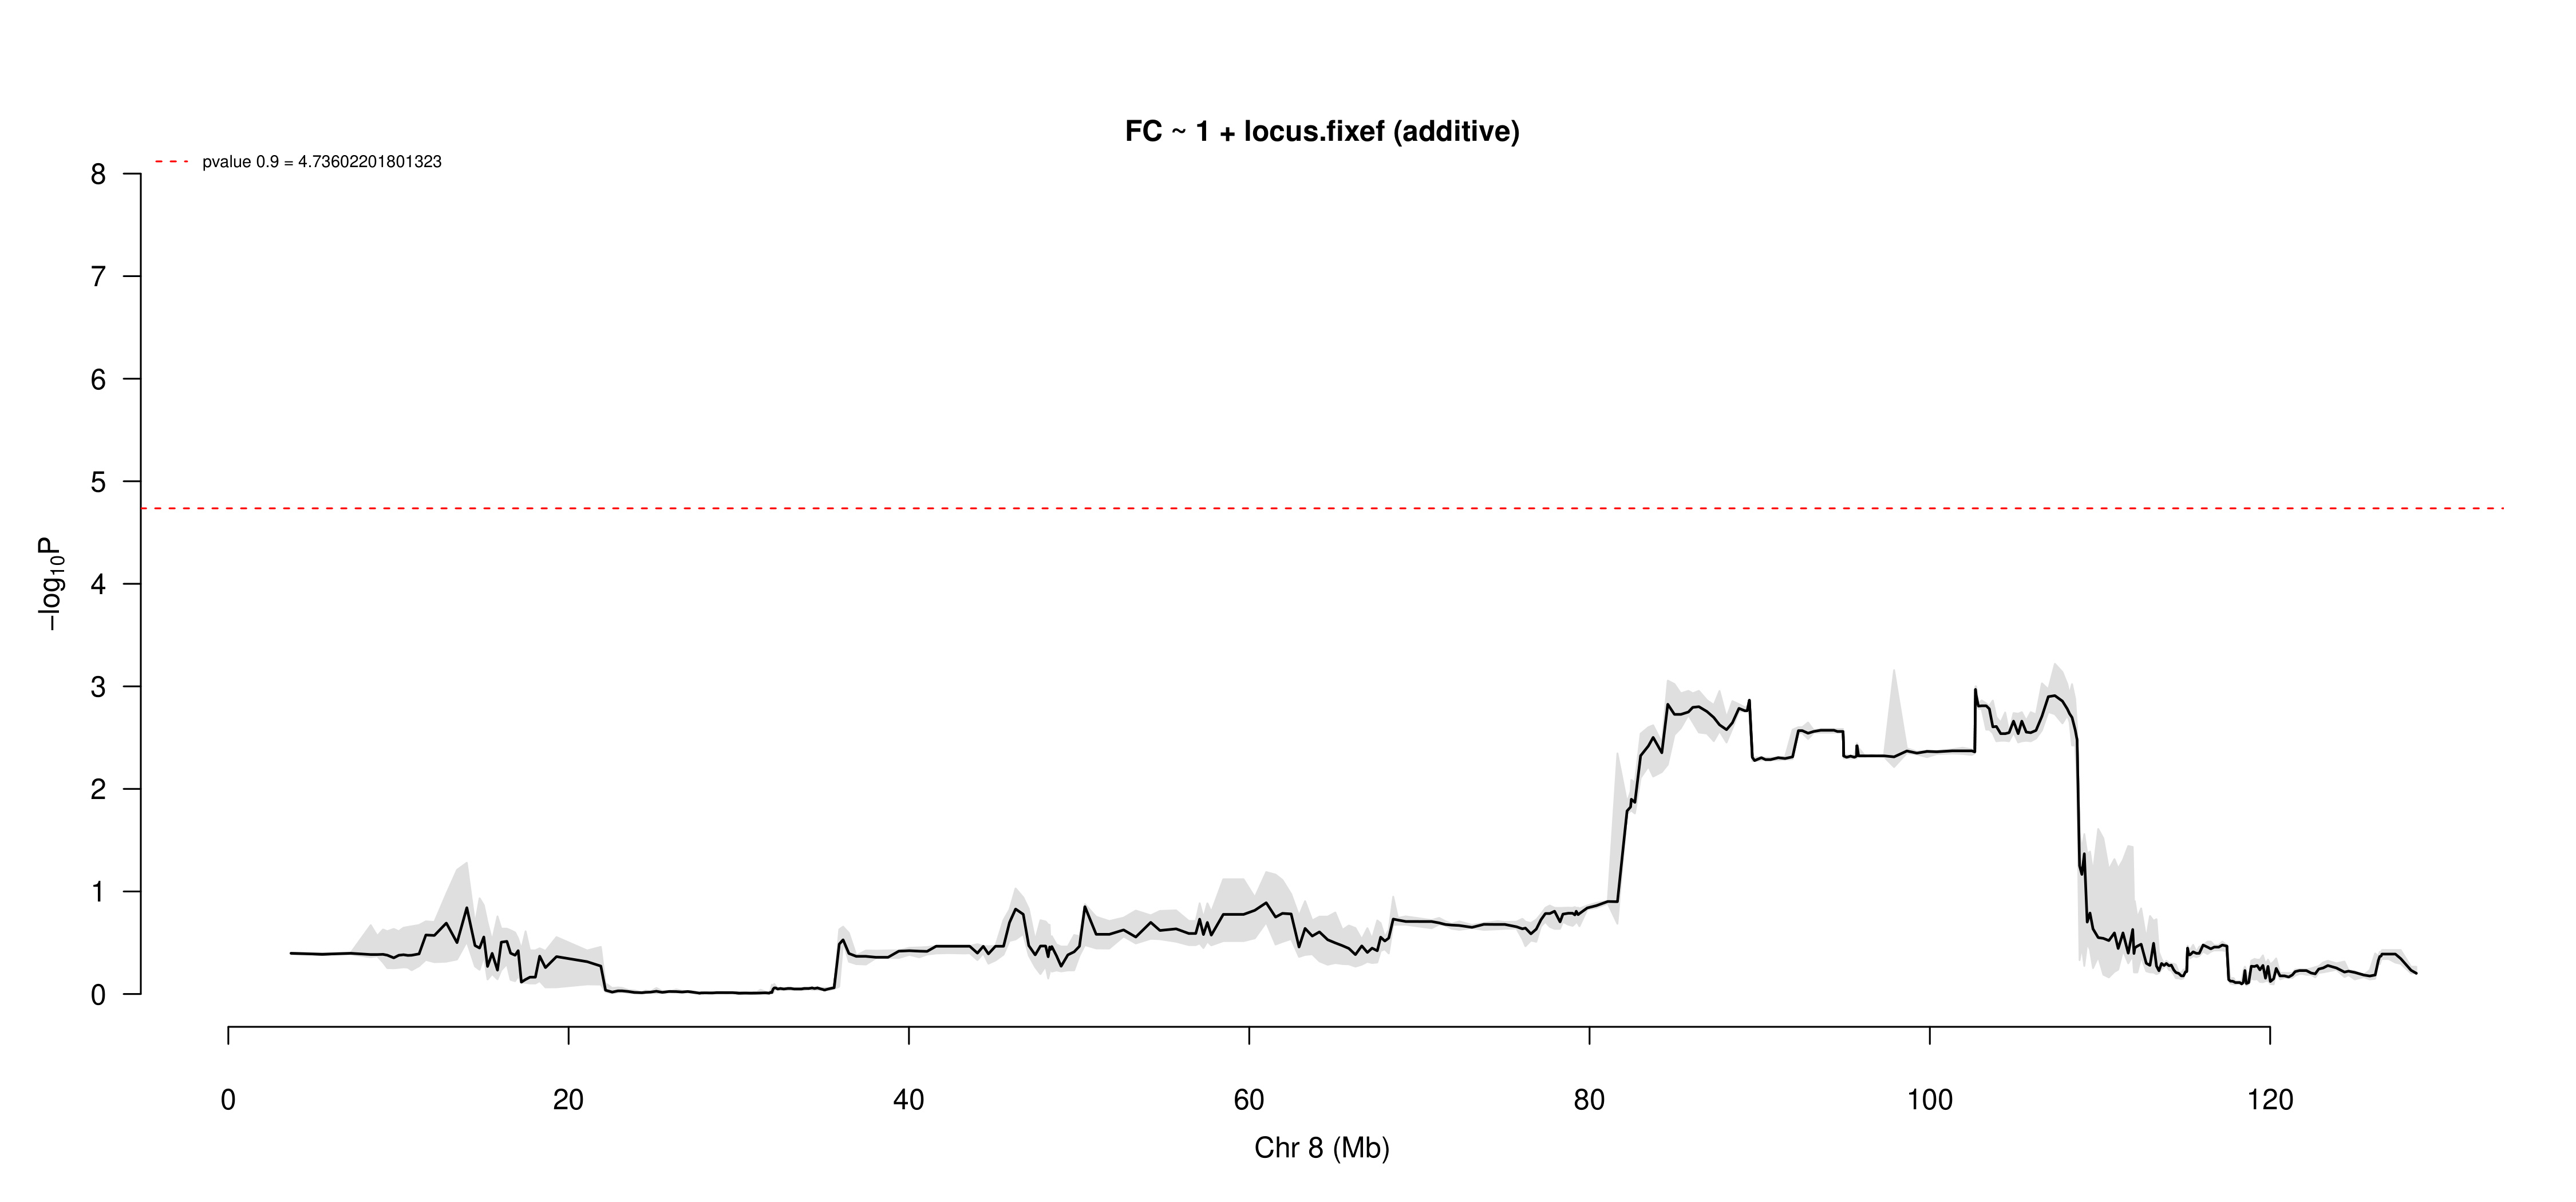 FC ~ 1 + locus.fixef (additive)
pvalue 0.9 = 4.73602201801323
8
7
6
5
4
3
2
1
0
−log10P
0 20 40 60 80 100 120
Chr 8 (Mb)